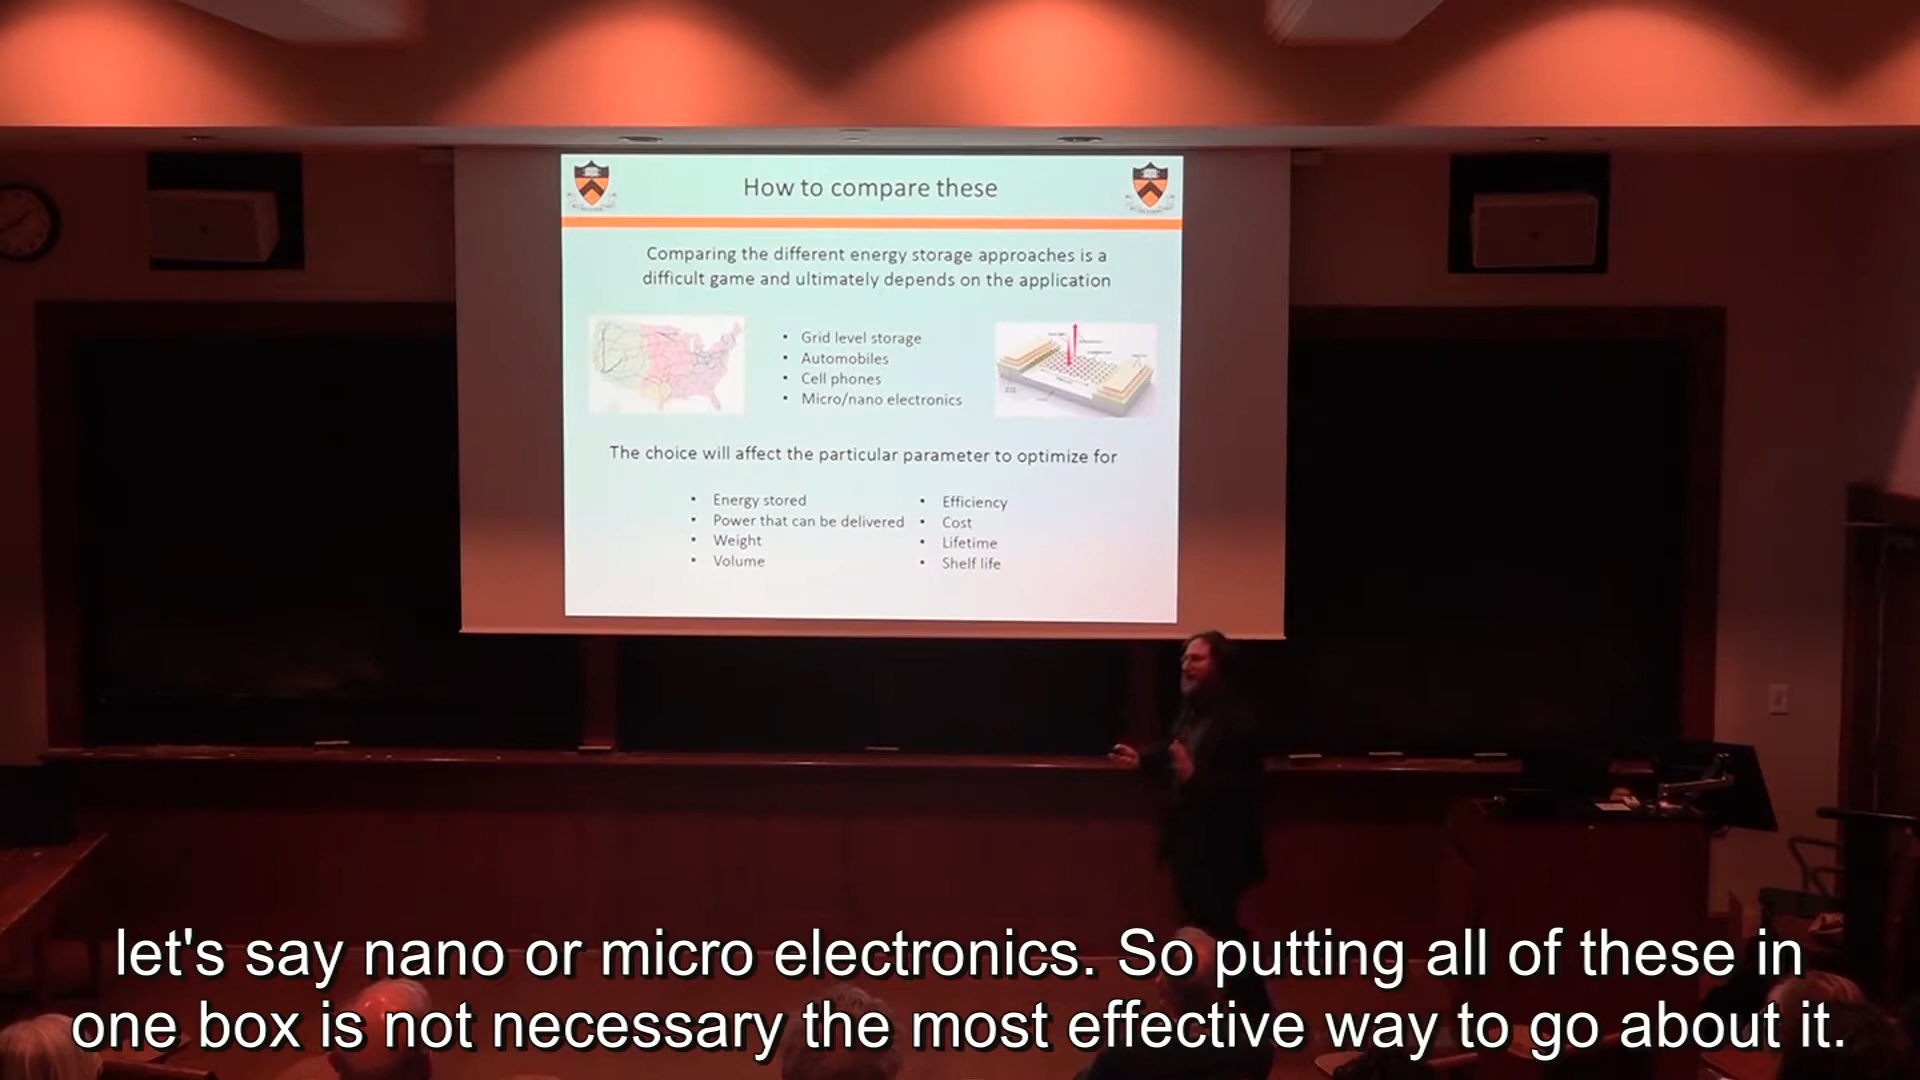 How to compare these
Comparing the different energy storage approaches is a
difficult game and ultimately depends on the application
• Grid level storage
• Automobiles
• Cell phones
• Micro/nano electronics
The choice will affect the particular parameter to optimize for
• Energy stored
• Power that can be delivered
• Weight
• Volume
• Efficiency
• Cost
• Lifetime
• Shelf life
let's say nano or micro electronics. So putting all of these in
one box is not necessary the most effective way to go about it.